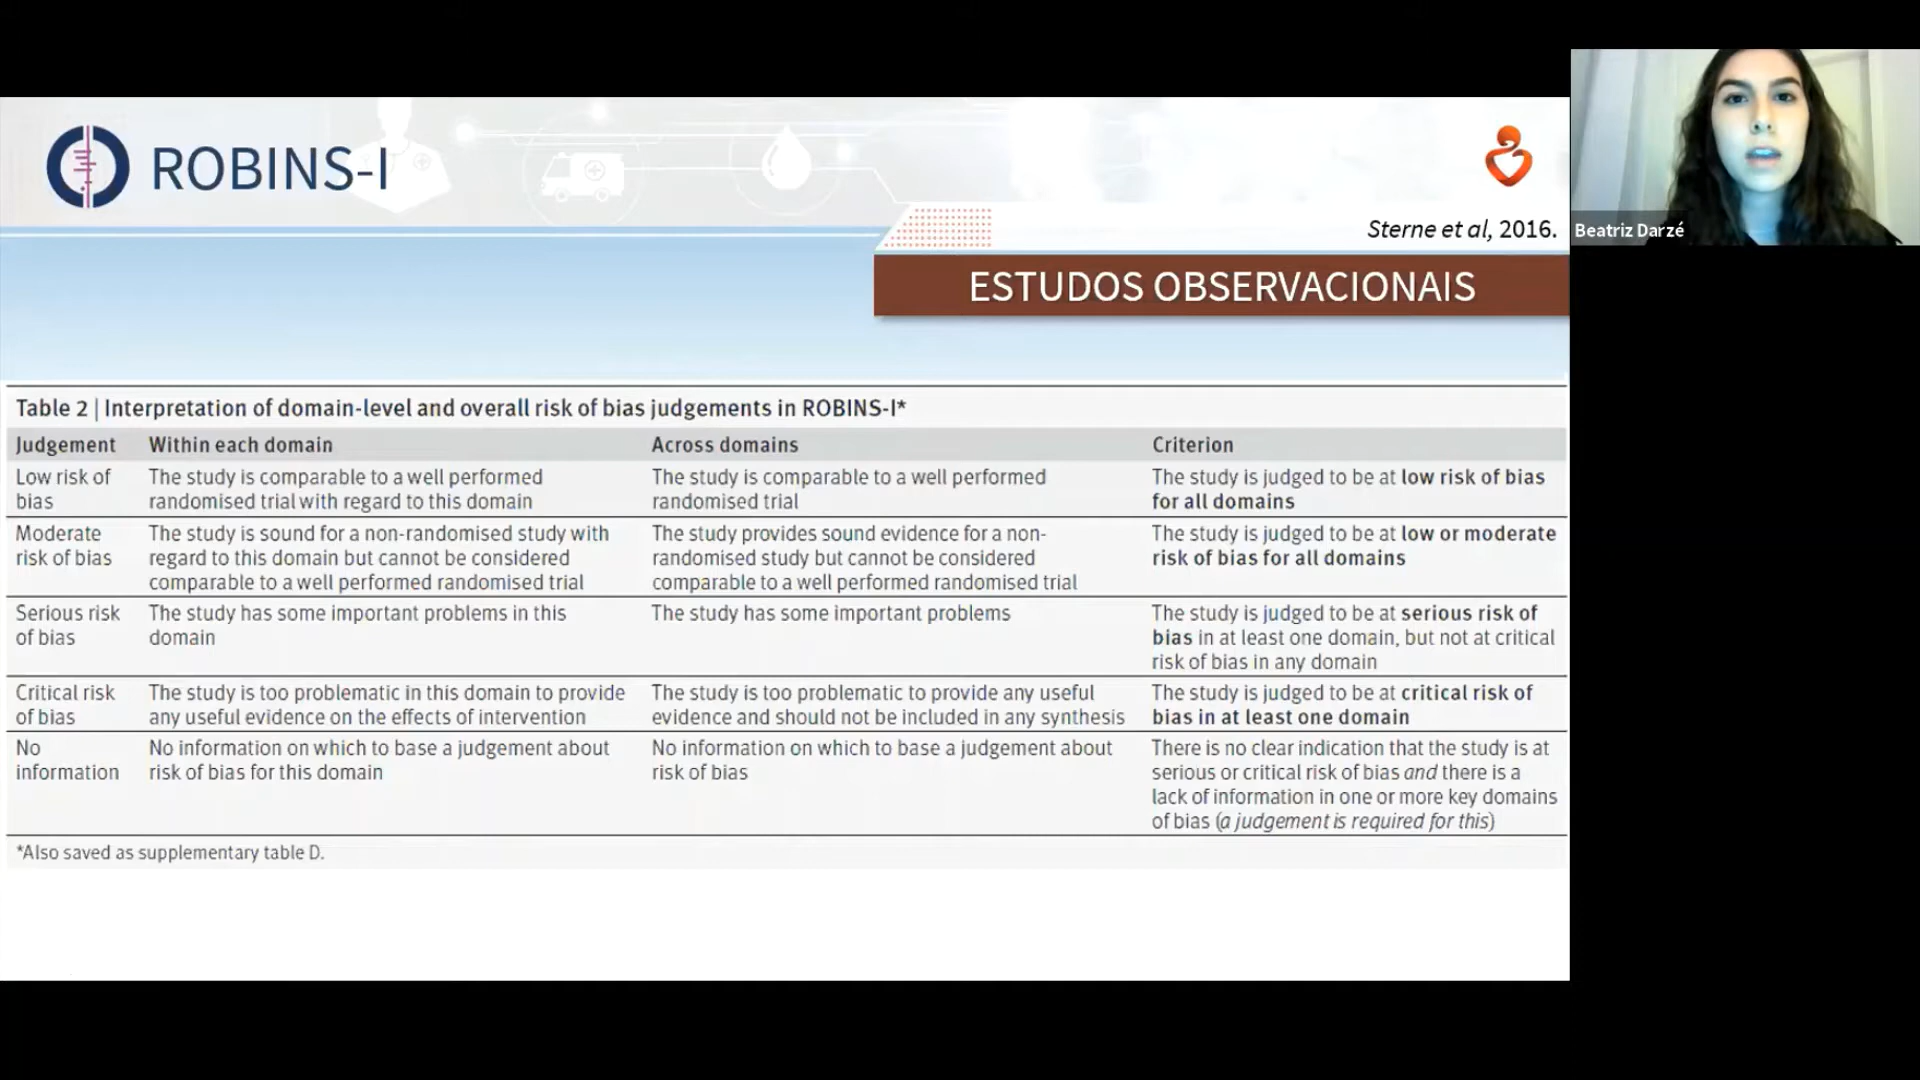 ROBINS-I
Sterne et al, 2016.
Beatriz Darzé
ESTUDOS OBSERVACIONAIS
Table 2 | Interpretation of domain-level and overall risk of bias judgements in ROBINS-I*
Judgement Within each domain Across domains Criterion
Low risk of The study is comparable to a well performed The study is comparable to a well performed The study is judged to be at low risk of bias
bias randomised trial with regard to this domain randomised trial for all domains
Moderate The study is sound for a non-randomised study with The study provides sound evidence for a non- The study is judged to be at low or moderate
risk of bias regard to this domain but cannot be considered randomised study but cannot be considered risk of bias for all domains
comparable to a well performed randomised trial comparable to a well performed randomised trial
Serious risk The study has some important problems in this The study has some important problems The study is judged to be at serious risk of
of bias domain bias in at least one domain, but not at critical
risk of bias in any domain
Critical risk The study is too problematic in this domain to provide The study is too problematic to provide any useful The study is judged to be at critical risk of
of bias any useful evidence on the effects of intervention evidence and should not be included in any synthesis bias in at least one domain
No No information on which to base a judgement about No information on which to base a judgement about There is no clear indication that the study is at
information risk of bias for this domain risk of bias serious or critical risk of bias and there is a
lack of information in one or more key domains
of bias (a judgement is required for this)
*Also saved as supplementary table D.